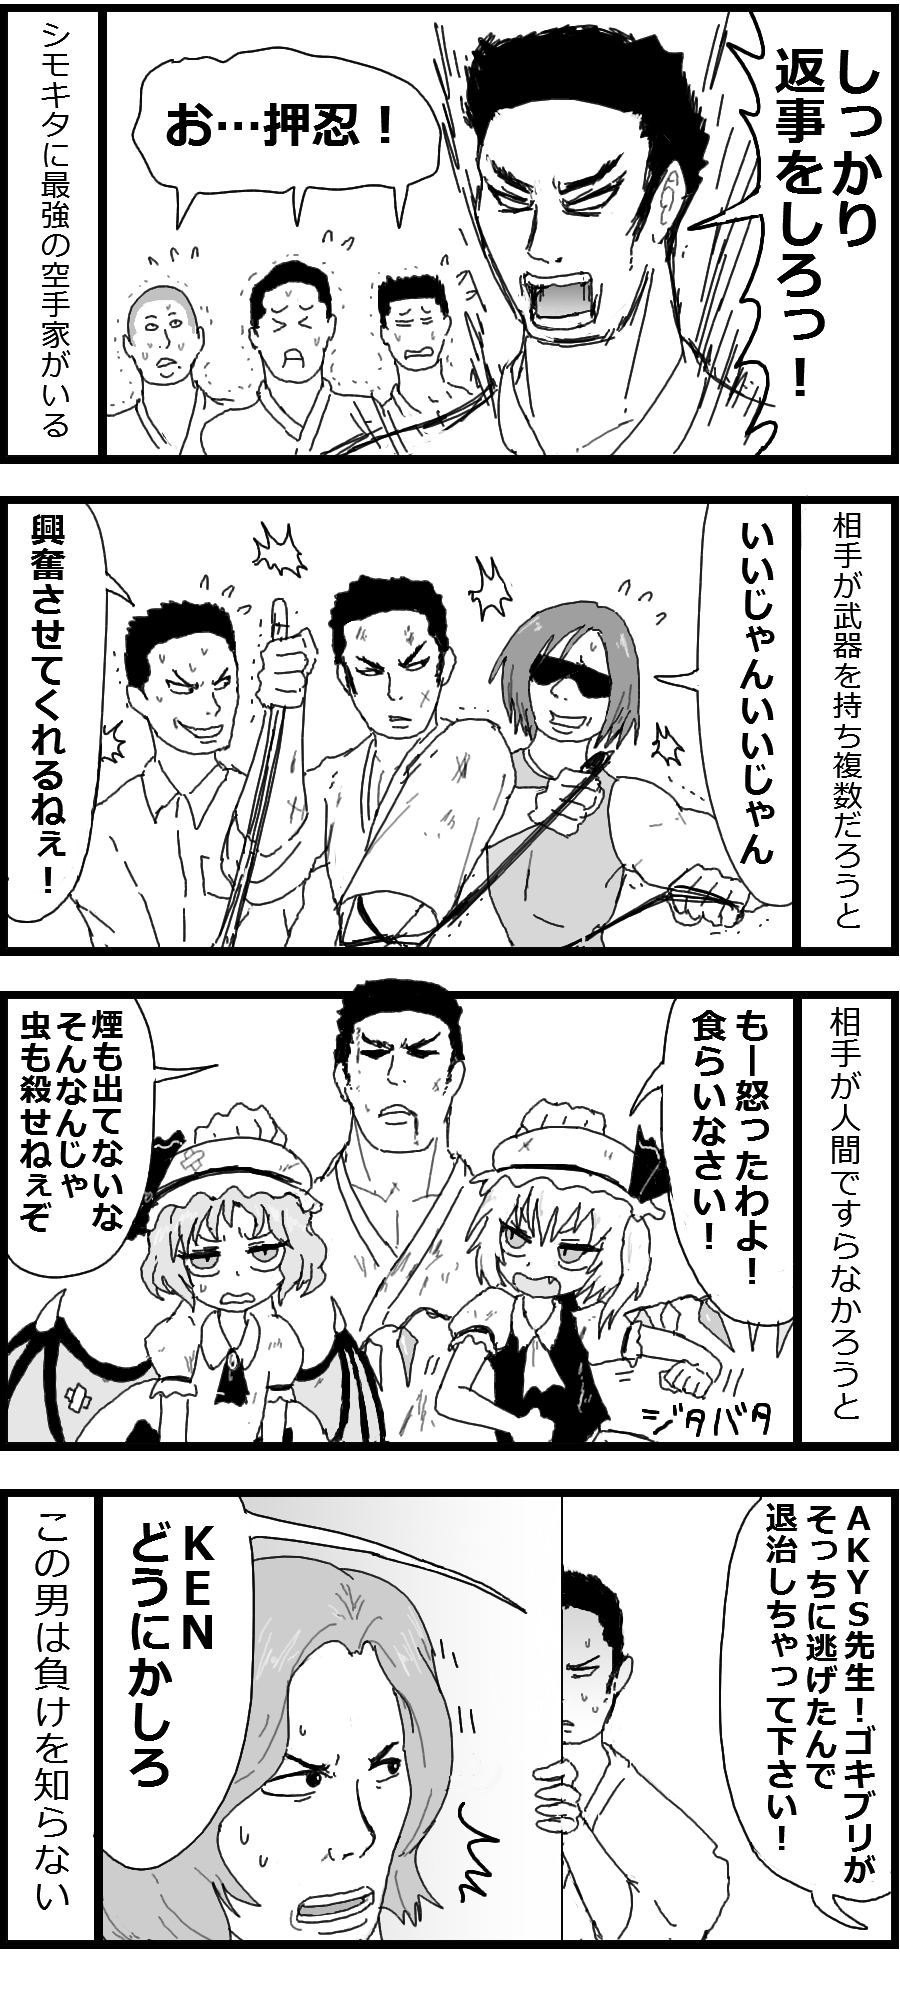 シモキタに最強の空手家がいる
しっかり
返事をしろっ！
お…押忍！
相手が武器を持ち複数だろうと
いいじゃんいいじゃん
興奮させてくれるねぇ！
相手が人間ですらなかろうと
もー怒ったわよ！
食らいなさい！
ジタバタ
煙も出てないな
そんなんじゃ
虫も殺せねぇぞ
AKYS先生！ゴキブリが
そっちに逃げたんで
退治しちゃって下さい！
KEN
どうにかしろ
この男は負けを知らない